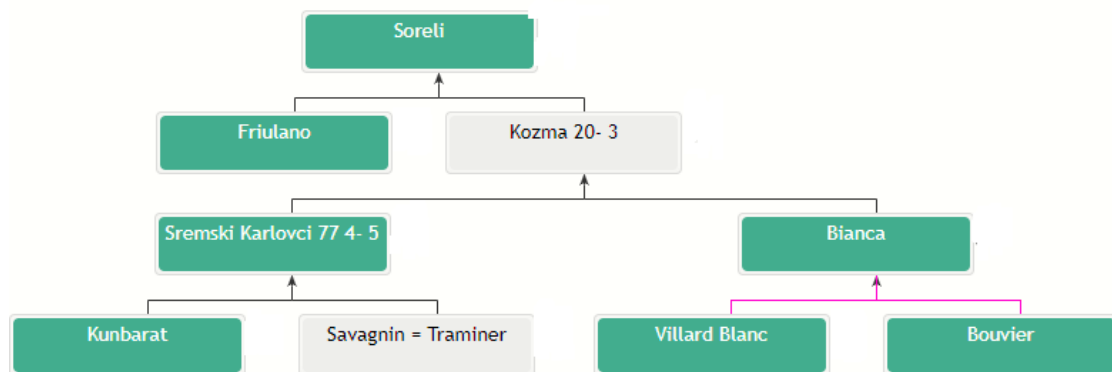 Soreli
Friulano
Kozma 20- 3
Sremski Karlovci 77 4- 5
Bianca
Kunbarat
Savagnin = Traminer
Villard Blanc
Bouvier